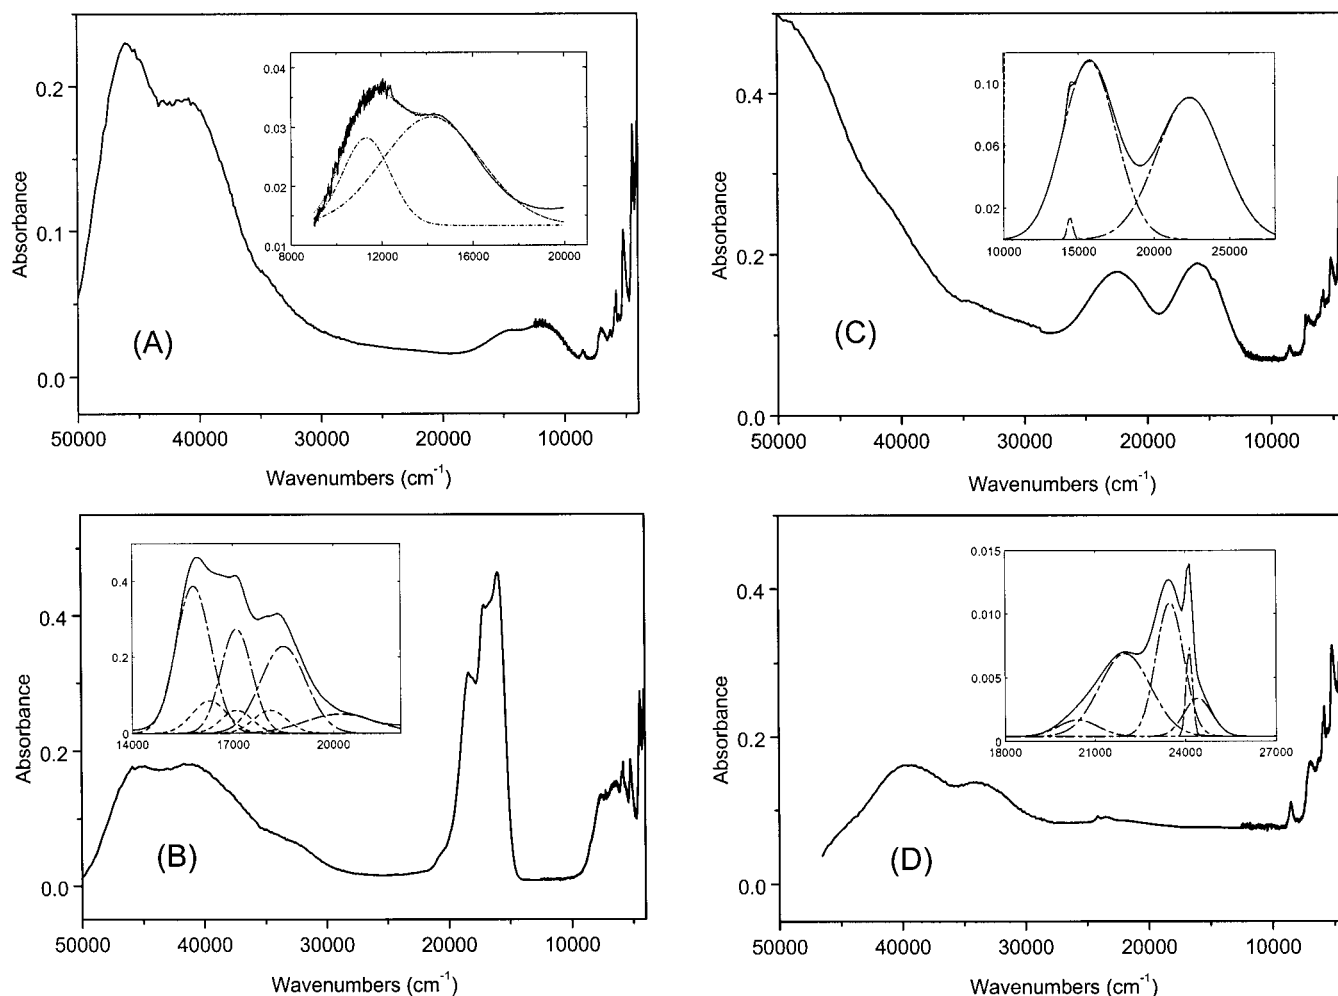 0.2
0.1
0.0
Absorbance
(A)
0.04
0.03
0.02
0.01
8000 12000 16000 20000
50000 40000 30000 20000 10000
Wavenumbers (cm-1)
0.4
0.2
0.0
Absorbance
(C)
0.10
0.06
0.02
10000 15000 20000 25000
50000 40000 30000 20000 10000
Wavenumbers (cm-1)
0.4
0.2
0.0
Absorbance
(B)
0.4
0.2
0
14000 17000 20000
50000 40000 30000 20000 10000
Wavenumbers (cm-1)
0.4
0.2
0.0
Absorbance
(D)
0.015
0.010
0.005
0
18000 21000 24000 27000
50000 40000 30000 20000 10000
Wavenumbers (cm-1)